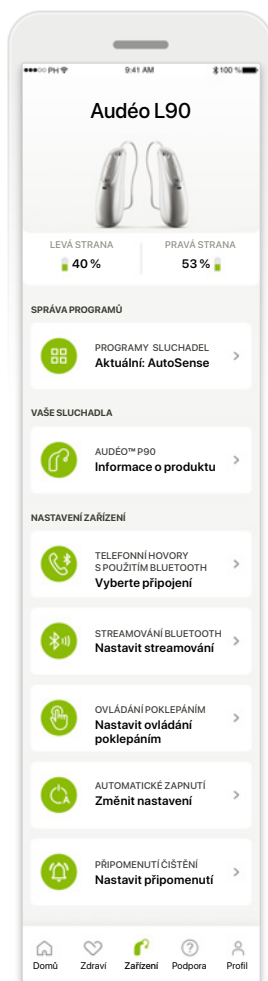 PH
9:41 AM
100 %
Audéo L90
LEVÁ STRANA
PRAVÁ STRANA
40 %
53 %
SPRÁVA PROGRAMŮ
PROGRAMY SLUCHADEL
Aktuální: AutoSense
VAŠE SLUCHADLA
AUDÉO™ P90
Informace o produktu
NASTAVENÍ ZAŘÍZENÍ
TELEFONNÍ HOVORY
S POUŽITÍM BLUETOOTH
Vyberte připojení
STREAMOVÁNÍ BLUETOOTH
Nastavit streamování
OVLÁDÁNÍ POKLEPÁNÍM
Nastavit ovládání
poklepáním
AUTOMATICKÉ ZAPNUTÍ
Změnit nastavení
PŘIPOMENUTÍ ČIŠTĚNÍ
Nastavit připomenutí
Domů Zdraví Zařízení Podpora Profil